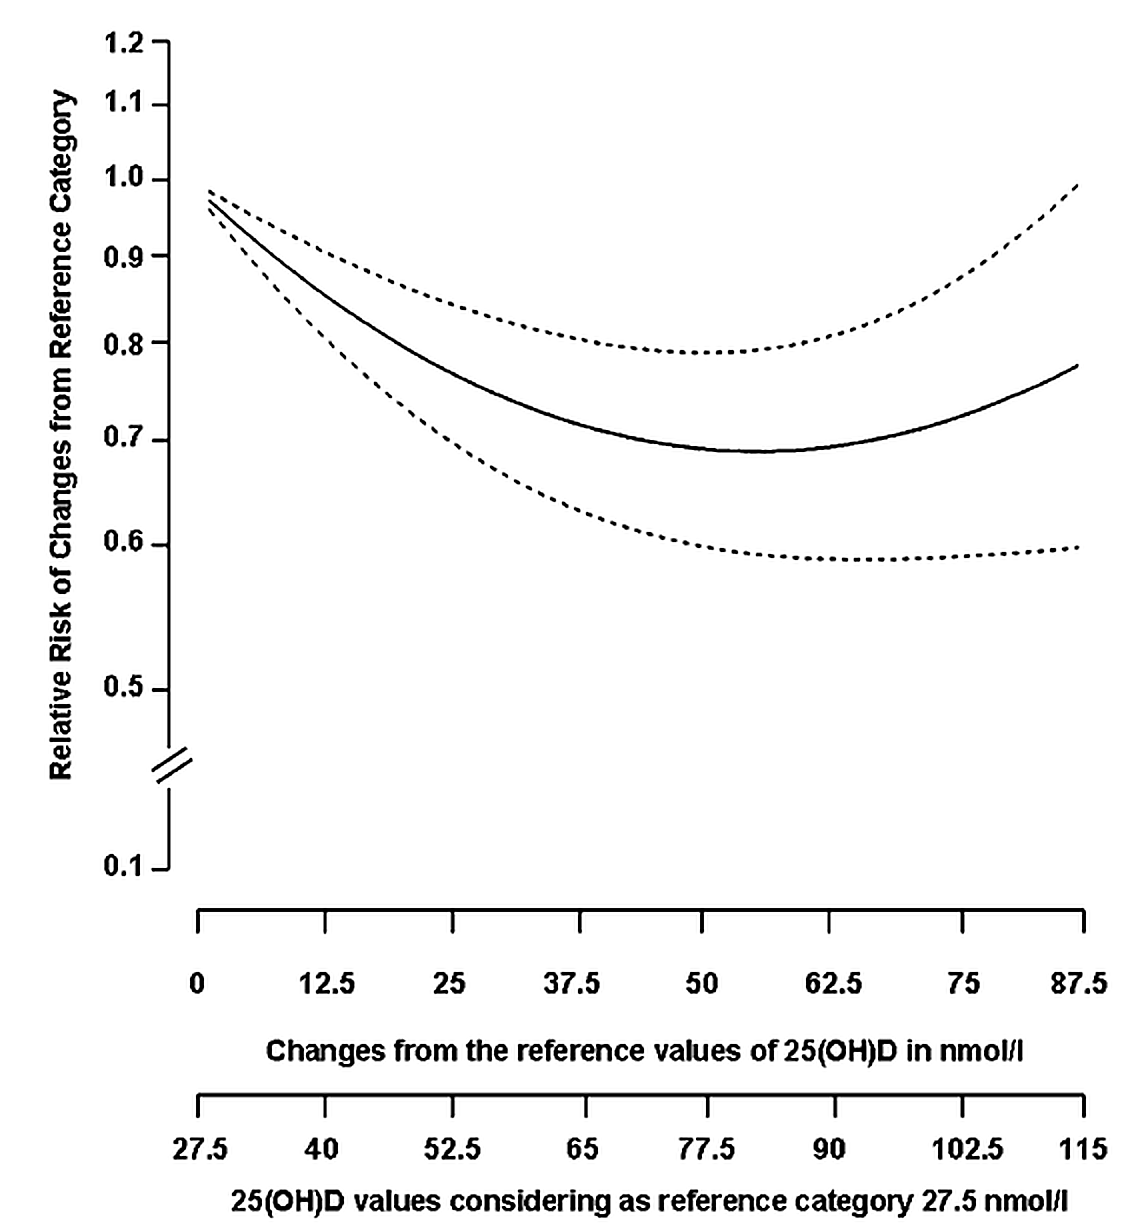 Relative Risk of Changes from Reference Category
1.2
1.1
1.0
0.9
0.8
0.7
0.6
0.5
0.1
0 12.5 25 37.5 50 62.5 75 87.5
Changes from the reference values of 25(OH)D in nmol/l
27.5 40 52.5 65 77.5 90 102.5 115
25(OH)D values considering as reference category 27.5 nmol/l